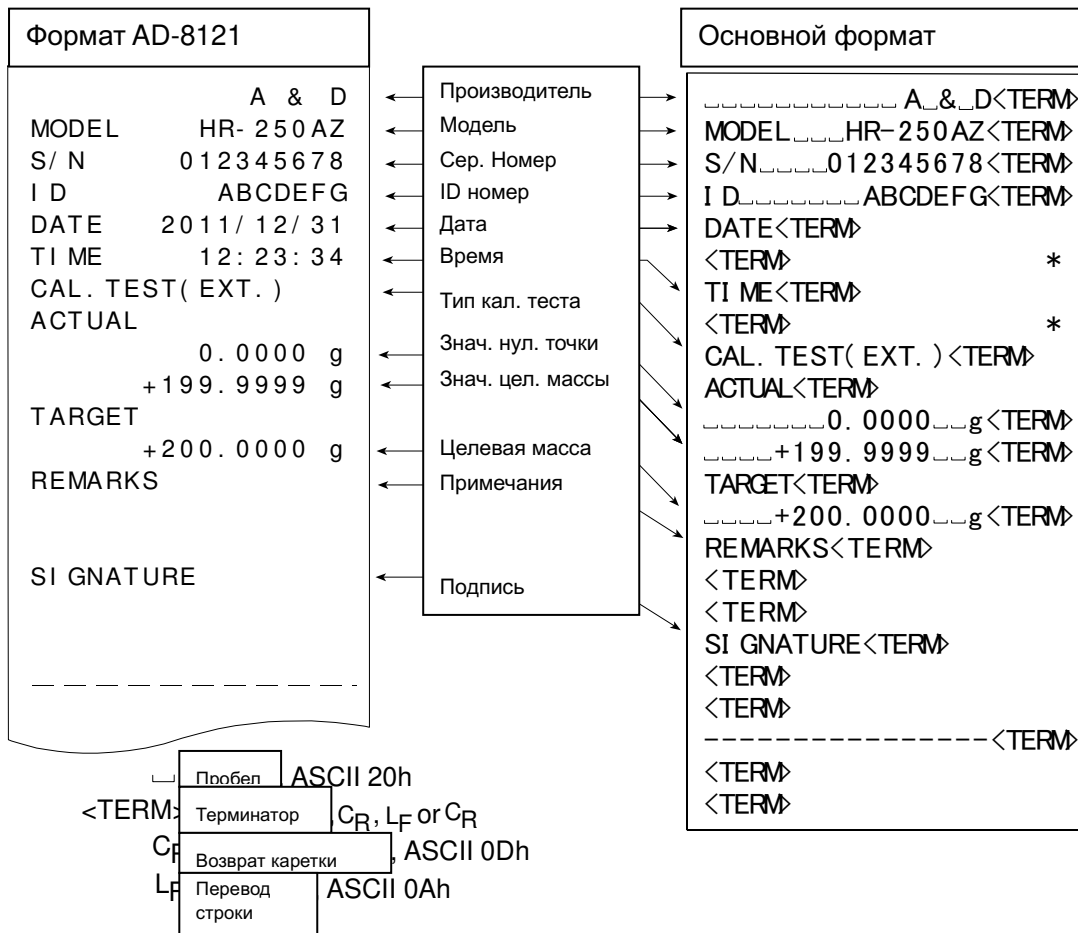 Формат AD-8121
A & D
MODEL HR-250AZ
S/N 012345678
ID ABCDEFG
DATE 2011/12/31
TIME 12:23:34
CAL. TEST(EXT.)
ACTUAL
0.0000 g
+199.9999 g
TARGET
+200.0000 g
REMARKS
SIGNATURE
Производитель
Модель
Сер. Номер
ID номер
Дата
Время
Тип кал. теста
Знач. нул. точки
Знач. цел. массы
Целевая масса
Примечания
Подпись
Основной формат
␣␣␣␣␣␣␣␣␣␣␣A␣&␣D<TERM>
MODEL␣␣␣HR-250AZ<TERM>
S/N␣␣␣␣012345678<TERM>
ID␣␣␣␣␣␣␣ABCDEFG<TERM>
DATE<TERM>
<TERM> *
TIME<TERM>
<TERM> *
CAL. TEST(EXT.)<TERM>
ACTUAL<TERM>
␣␣␣␣␣␣␣0.0000␣␣g<TERM>
␣␣␣␣+199.9999␣␣g<TERM>
TARGET<TERM>
␣␣␣␣+200.0000␣␣g<TERM>
REMARKS<TERM>
<TERM>
<TERM>
SIGNATURE<TERM>
<TERM>
<TERM>
----------------<TERM>
<TERM>
<TERM>
␣ Пробел ASCII 20h
<TERM> Терминатор , CR, LF or CR
CR Возврат каретки , ASCII 0Dh
LF Перевод строки , ASCII 0Ah